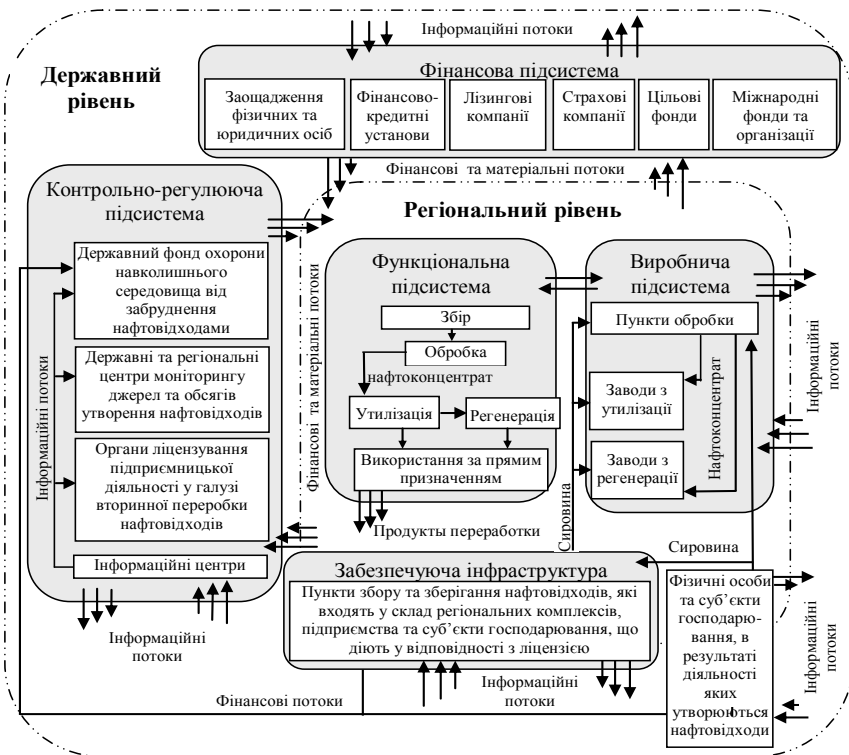 Інформаційні потоки
Державний
рівень
Фінансова підсистема
Заощадження
фізичних та
юридичних осіб
Фінансово-
кредитні
установи
Лізингові
компанії
Страхові
компанії
Цільові
фонди
Міжнародні
фонди та
організації
Фінансові та матеріальні потоки
Контрольно-регулююча
підсистема
Державний фонд охорони
навколишнього
середовища від
забруднення
нафтовідходами
Державні та регіональні
центри моніторингу
джерел та обсягів
утворення нафтовідходів
Органи ліцензування
підприємницької
діяльності у галузі
вторинної переробки
нафтовідходів
Інформаційні центри
Інформаційні потоки
Інформаційні
потоки
Регіональний рівень
Фінансові та матеріальні потоки
Функціональна
підсистема
Збір
Обробка
нафтоконцентрат
Утилізація
Регенерація
Використання за прямим
призначенням
Продукты переработки
Виробнича
підсистема
Пункти обробки
Заводи з
утилізації
Заводи з
регенерації
Нафтоконцентрат
Сировина
Інформаційні
потоки
Сировина
Забезпечуюча інфраструктура
Пункти збору та зберігання нафтовідходів, які
входять у склад регіональних комплексів,
підприємства та суб’єкти господарювання, що
діють у відповідності з ліцензією
Інформаційні
потоки
Фізичні особи
та суб’єкти
господарю-
вання, в
результаті
діяльності
яких
утворюються
нафтовідходи
Інформаційні
потоки
Фінансові потоки